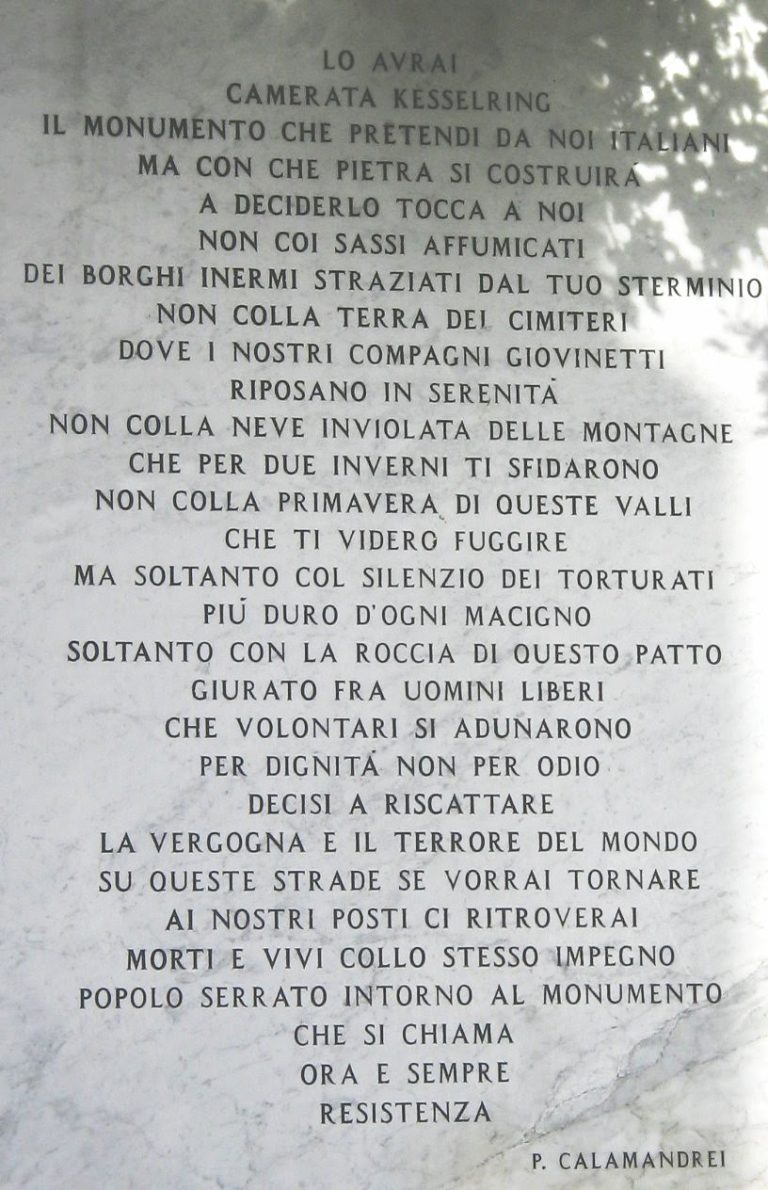 LO AVRAI
CAMERATA KESSELRING
IL MONUMENTO CHE PRETENDI DA NOI ITALIANI
MA CON CHE PIETRA SI COSTRUIRÁ
A DECIDERLO TOCCA A NOI
NON COI SASSI AFFUMICATI
DEI BORGHI INERMI STRAZIATI DAL TUO STERMINIO
NON COLLA TERRA DEI CIMITERI
DOVE I NOSTRI COMPAGNI GIOVINETTI
RIPOSANO IN SERENITÁ
NON COLLA NEVE INVIOLATA DELLE MONTAGNE
CHE PER DUE INVERNI TI SFIDARONO
NON COLLA PRIMAVERA DI QUESTE VALLI
CHE TI VIDERO FUGGIRE
MA SOLTANTO COL SILENZIO DEI TORTURATI
PIÚ DURO D'OGNI MACIGNO
SOLTANTO CON LA ROCCIA DI QUESTO PATTO
GIURATO FRA UOMINI LIBERI
CHE VOLONTARI SI ADUNARONO
PER DIGNITÁ NON PER ODIO
DECISI A RISCATTARE
LA VERGOGNA E IL TERRORE DEL MONDO
SU QUESTE STRADE SE VORRAI TORNARE
AI NOSTRI POSTI CI RITROVERAI
MORTI E VIVI COLLO STESSO IMPEGNO
POPOLO SERRATO INTORNO AL MONUMENTO
CHE SI CHIAMA
ORA E SEMPRE
RESISTENZA
P. CALAMANDREI